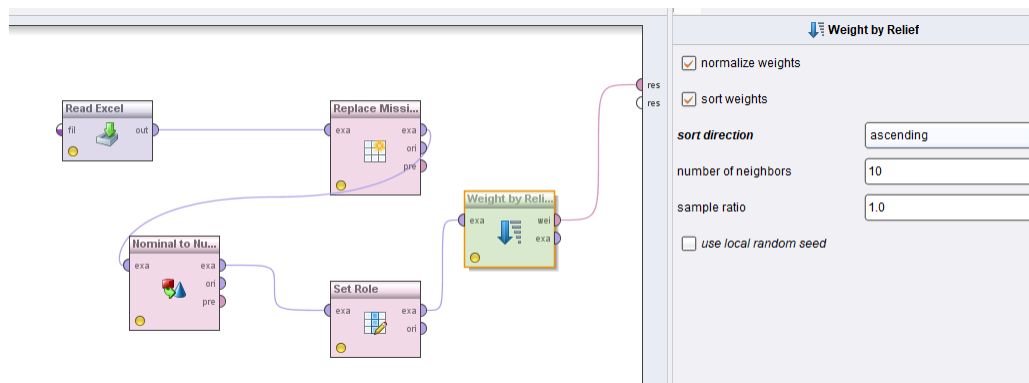 Read Excel
fil
out
Replace Missi...
exa
exa
ori
pre
Nominal to Nu...
exa
exa
ori
pre
Set Role
exa
exa
ori
Weight by Reli...
exa
wei
exa
res
res
Weight by Relief
normalize weights
sort weights
sort direction
ascending
number of neighbors
10
sample ratio
1.0
use local random seed